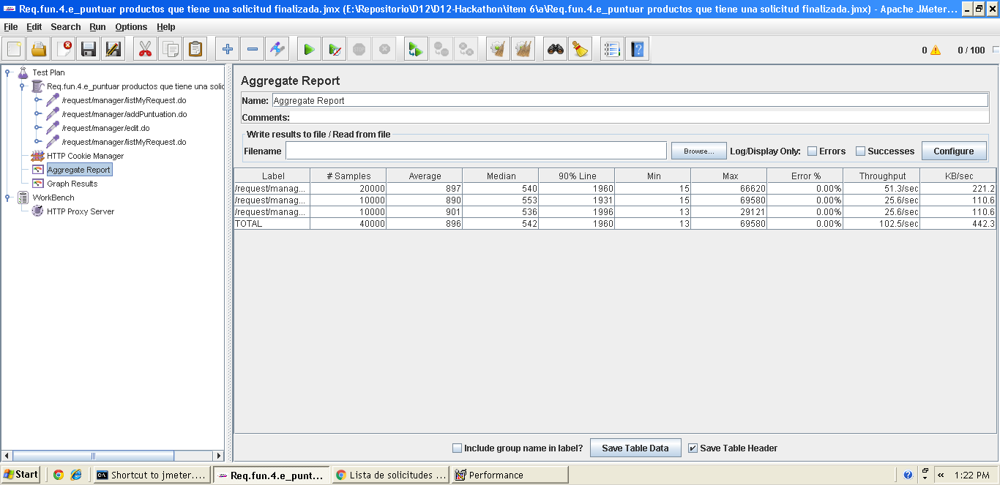 Req.fun.4.e_puntuar productos que tiene una solicitud finalizada.jmx (E:\Repositorio\D12\D12-Hackathon\item 6\a\Req.fun.4.e_puntuar productos que tiene una solicitud finalizada.jmx) - Apache JMeter...
File Edit Search Run Options Help
0 0 / 100
Test Plan
Req.fun.4.e_puntuar productos que tiene una solic
/request/manager/listMyRequest.do
/request/manager/addPuntuation.do
/request/manager/edit.do
/request/manager/listMyRequest.do
HTTP Cookie Manager
Aggregate Report
Graph Results
WorkBench
HTTP Proxy Server
Aggregate Report
Name: Aggregate Report
Comments:
Write results to file / Read from file
Filename Browse... Log/Display Only: Errors Successes Configure
Label # Samples Average Median 90% Line Min Max Error % Throughput KB/sec
/request/manag... 20000 897 540 1960 15 66620 0.00% 51.3/sec 221.2
/request/manag... 10000 890 553 1931 15 69580 0.00% 25.6/sec 110.6
/request/manag... 10000 901 536 1996 13 29121 0.00% 25.6/sec 110.6
TOTAL 40000 896 542 1960 13 69580 0.00% 102.5/sec 442.3
Include group name in label? Save Table Data Save Table Header
Start Shortcut to jmeter.... Req.fun.4.e_punt... Lista de solicitudes ... Performance 1:22 PM